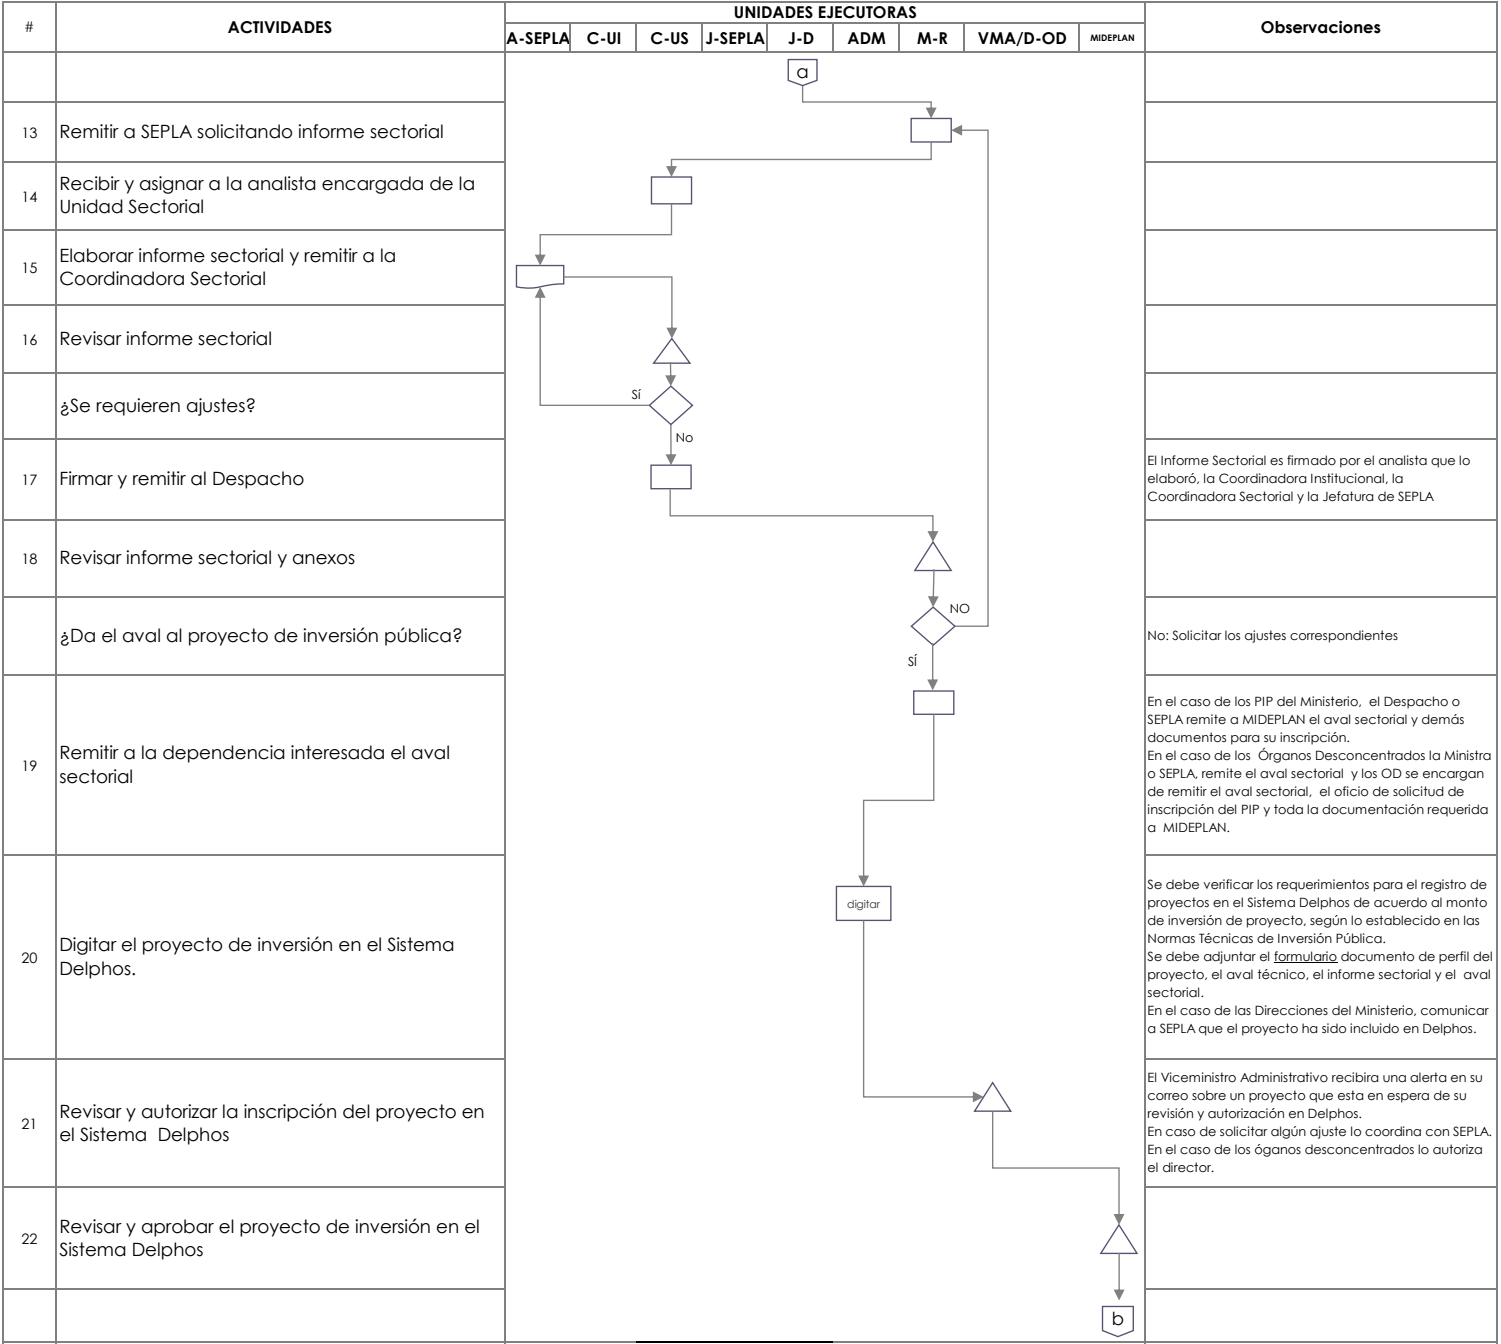 #
ACTIVIDADES
UNIDADES EJECUTORAS
Observaciones
A-SEPLA C-UI C-US J-SEPLA J-D ADM M-R VMA/D-OD MIDEPLAN
a
13 Remitir a SEPLA solicitando informe sectorial
14 Recibir y asignar a la analista encargada de la
Unidad Sectorial
15 Elaborar informe sectorial y remitir a la
Coordinadora Sectorial
16 Revisar informe sectorial
¿Se requieren ajustes?
Sí
No
17 Firmar y remitir al Despacho
El Informe Sectorial es firmado por el analista que lo
elaboró, la Coordinadora Institucional, la
Coordinadora Sectorial y la Jefatura de SEPLA
18 Revisar informe sectorial y anexos
¿Da el aval al proyecto de inversión pública?
NO
SÍ
No: Solicitar los ajustes correspondientes
19 Remitir a la dependencia interesada el aval
sectorial
En el caso de los PIP del Ministerio, el Despacho o
SEPLA remite a MIDEPLAN el aval sectorial y demás
documentos para su inscripción.
En el caso de los Órganos Desconcentrados la Ministra
o SEPLA, remite el aval sectorial y los OD se encargan
de remitir el aval sectorial, el oficio de solicitud de
inscripción del PIP y toda la documentación requerida
a MIDEPLAN.
20 Digitar el proyecto de inversión en el Sistema
Delphos.
digitar
Se debe verificar los requerimientos para el registro de
proyectos en el Sistema Delphos de acuerdo al monto
de inversión de proyecto, según lo establecido en las
Normas Técnicas de Inversión Pública.
Se debe adjuntar el formulario documento de perfil del
proyecto, el aval técnico, el informe sectorial y el aval
sectorial.
En el caso de las Direcciones del Ministerio, comunicar
a SEPLA que el proyecto ha sido incluido en Delphos.
21 Revisar y autorizar la inscripción del proyecto en
el Sistema Delphos
El Viceministro Administrativo recibira una alerta en su
correo sobre un proyecto que esta en espera de su
revisión y autorización en Delphos.
En caso de solicitar algún ajuste lo coordina con SEPLA.
En el caso de los óganos desconcentrados lo autoriza
el director.
22 Revisar y aprobar el proyecto de inversión en el
Sistema Delphos
b